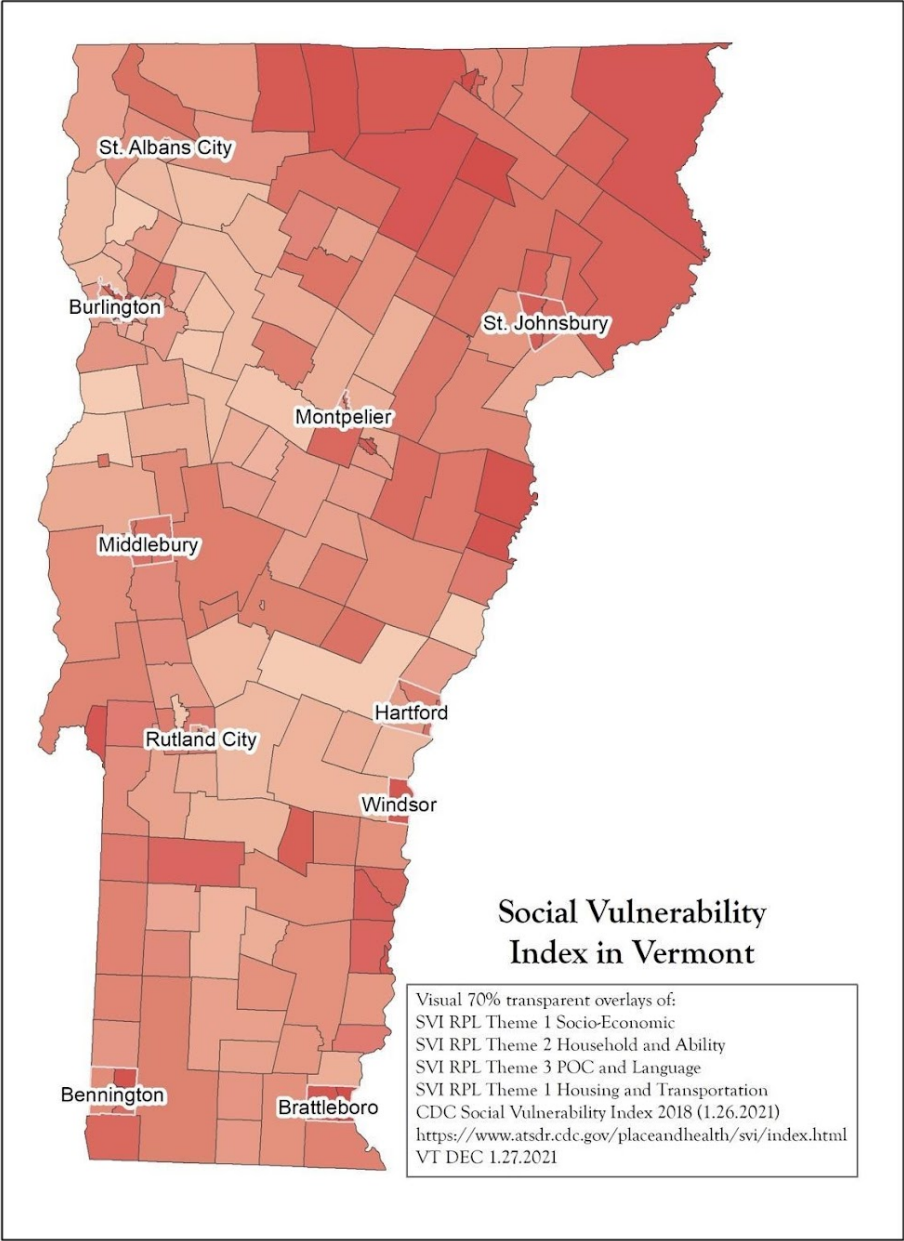 St. Albans City
Burlington
St. Johnsbury
Montpelier
Middlebury
Hartford
Rutland City
Windsor
Social Vulnerability
Index in Vermont
Visual 70% transparent overlays of:
SVI RPL Theme 1 Socio-Economic
SVI RPL Theme 2 Household and Ability
SVI RPL Theme 3 POC and Language
SVI RPL Theme 1 Housing and Transportation
CDC Social Vulnerability Index 2018 (1.26.2021)
https://www.atsdr.cdc.gov/placeandhealth/svi/index.html
VT DEC 1.27.2021
Bennington
Brattleboro